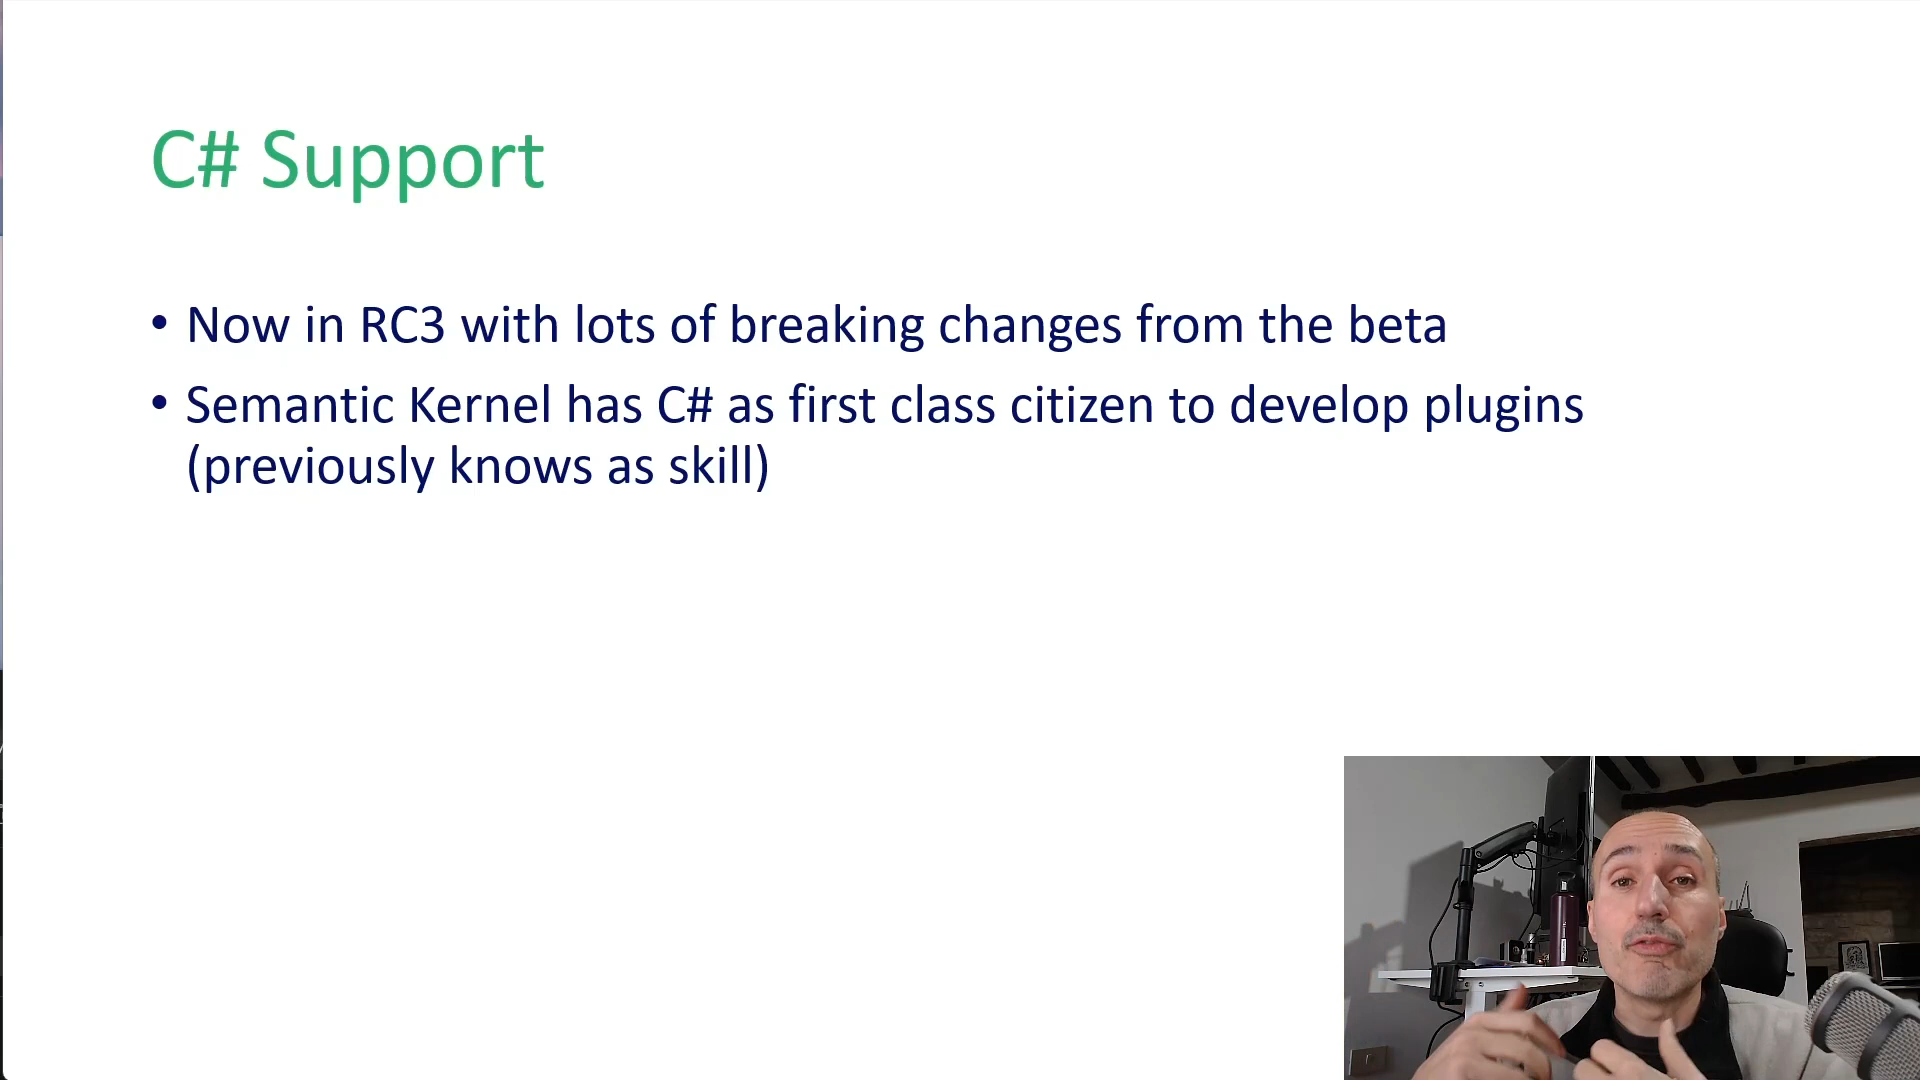 C# Support
• Now in RC3 with lots of breaking changes from the beta
• Semantic Kernel has C# as first class citizen to develop plugins
(previously knows as skill)